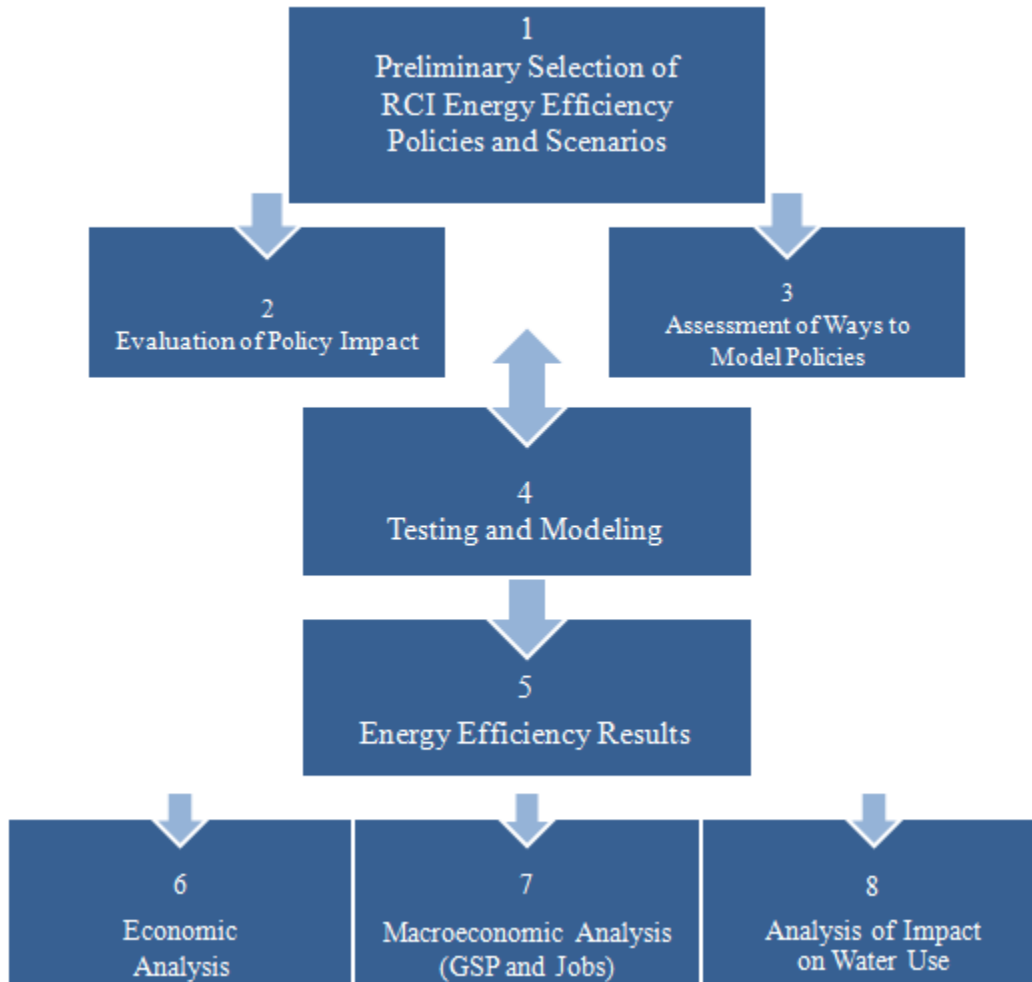 1
Preliminary Selection of
RCI Energy Efficiency
Policies and Scenarios
2
Evaluation of Policy Impact
3
Assessment of Ways to
Model Policies
4
Testing and Modeling
5
Energy Efficiency Results
6
Economic
Analysis
7
Macroeconomic Analysis
(GSP and Jobs)
8
Analysis of Impact
on Water Use